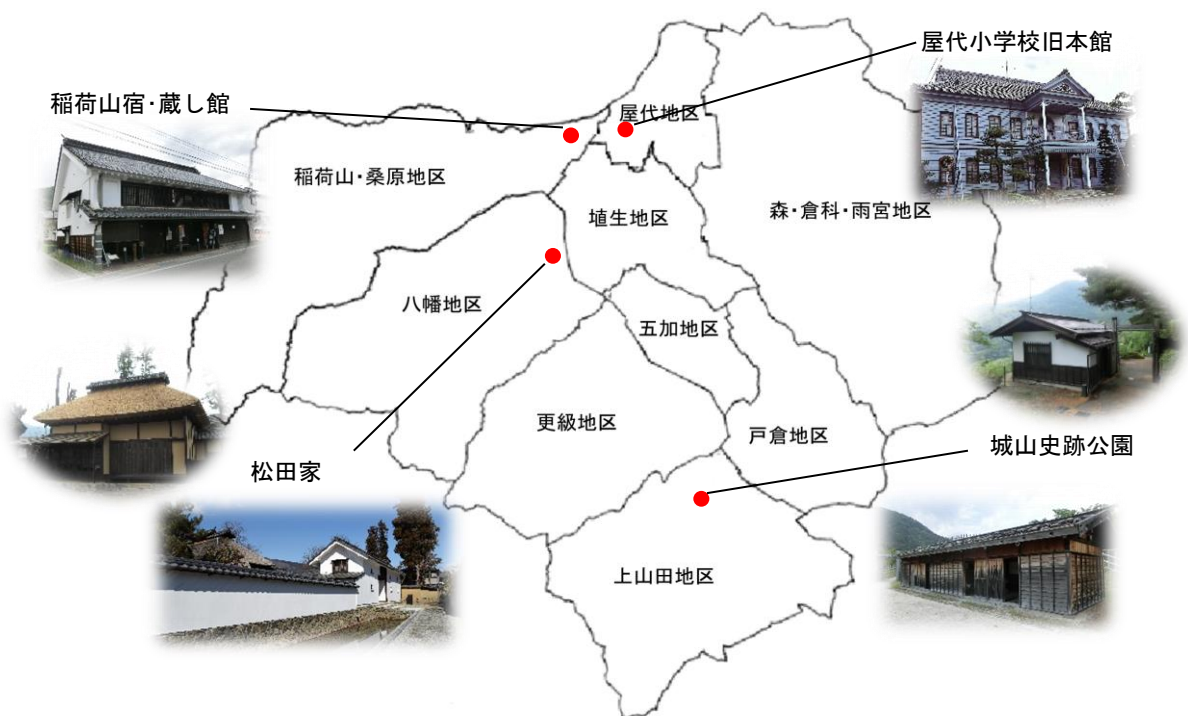 屋代小学校旧本館
稲荷山宿・蔵し館
屋代地区
稲荷山・桑原地区
森・倉科・雨宮地区
埴生地区
八幡地区
五加地区
更級地区
戸倉地区
城山史跡公園
松田家
上山田地区